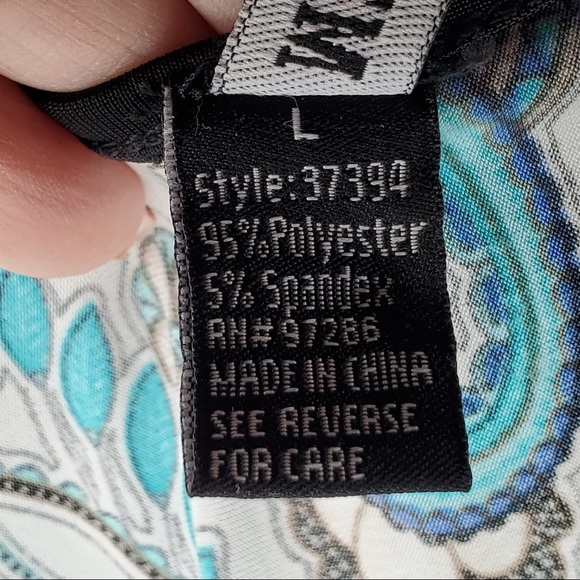 M
L
Style:37394
95%Polyester
5% Spandex
RN# 97286
MADE IN CHINA
SEE REVERSE
FOR CARE